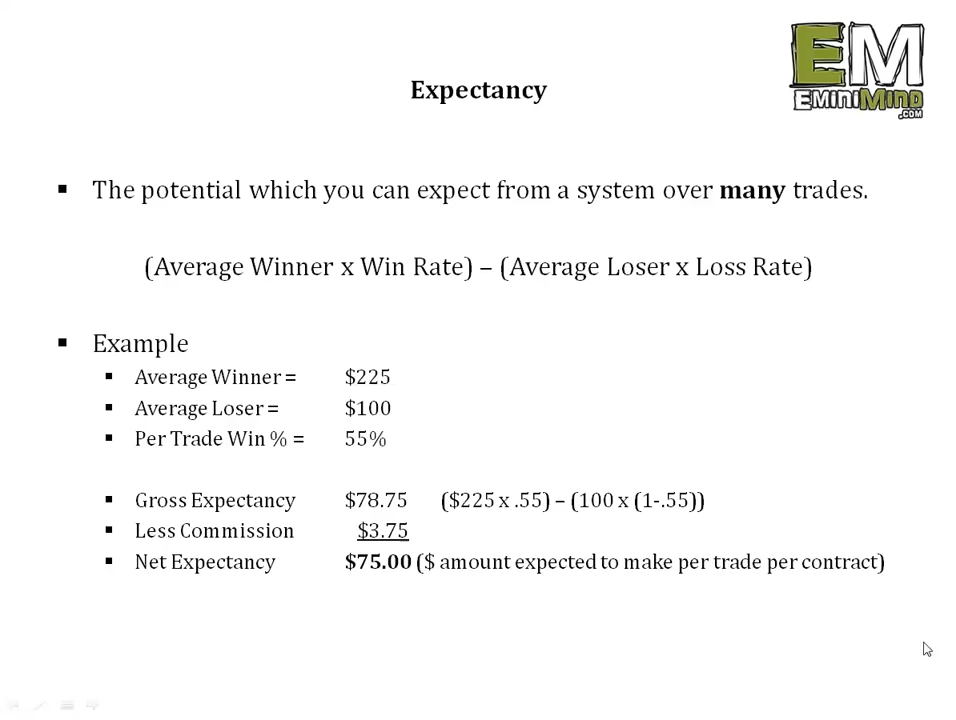 EM
EMINIMIND
.COM
Expectancy
▪ The potential which you can expect from a system over many trades.
(Average Winner x Win Rate) – (Average Loser x Loss Rate)
▪ Example
▪ Average Winner = $225
▪ Average Loser = $100
▪ Per Trade Win % = 55%
▪ Gross Expectancy $78.75 ($225 x .55) – (100 x (1-.55))
▪ Less Commission $3.75
▪ Net Expectancy $75.00 ($ amount expected to make per trade per contract)